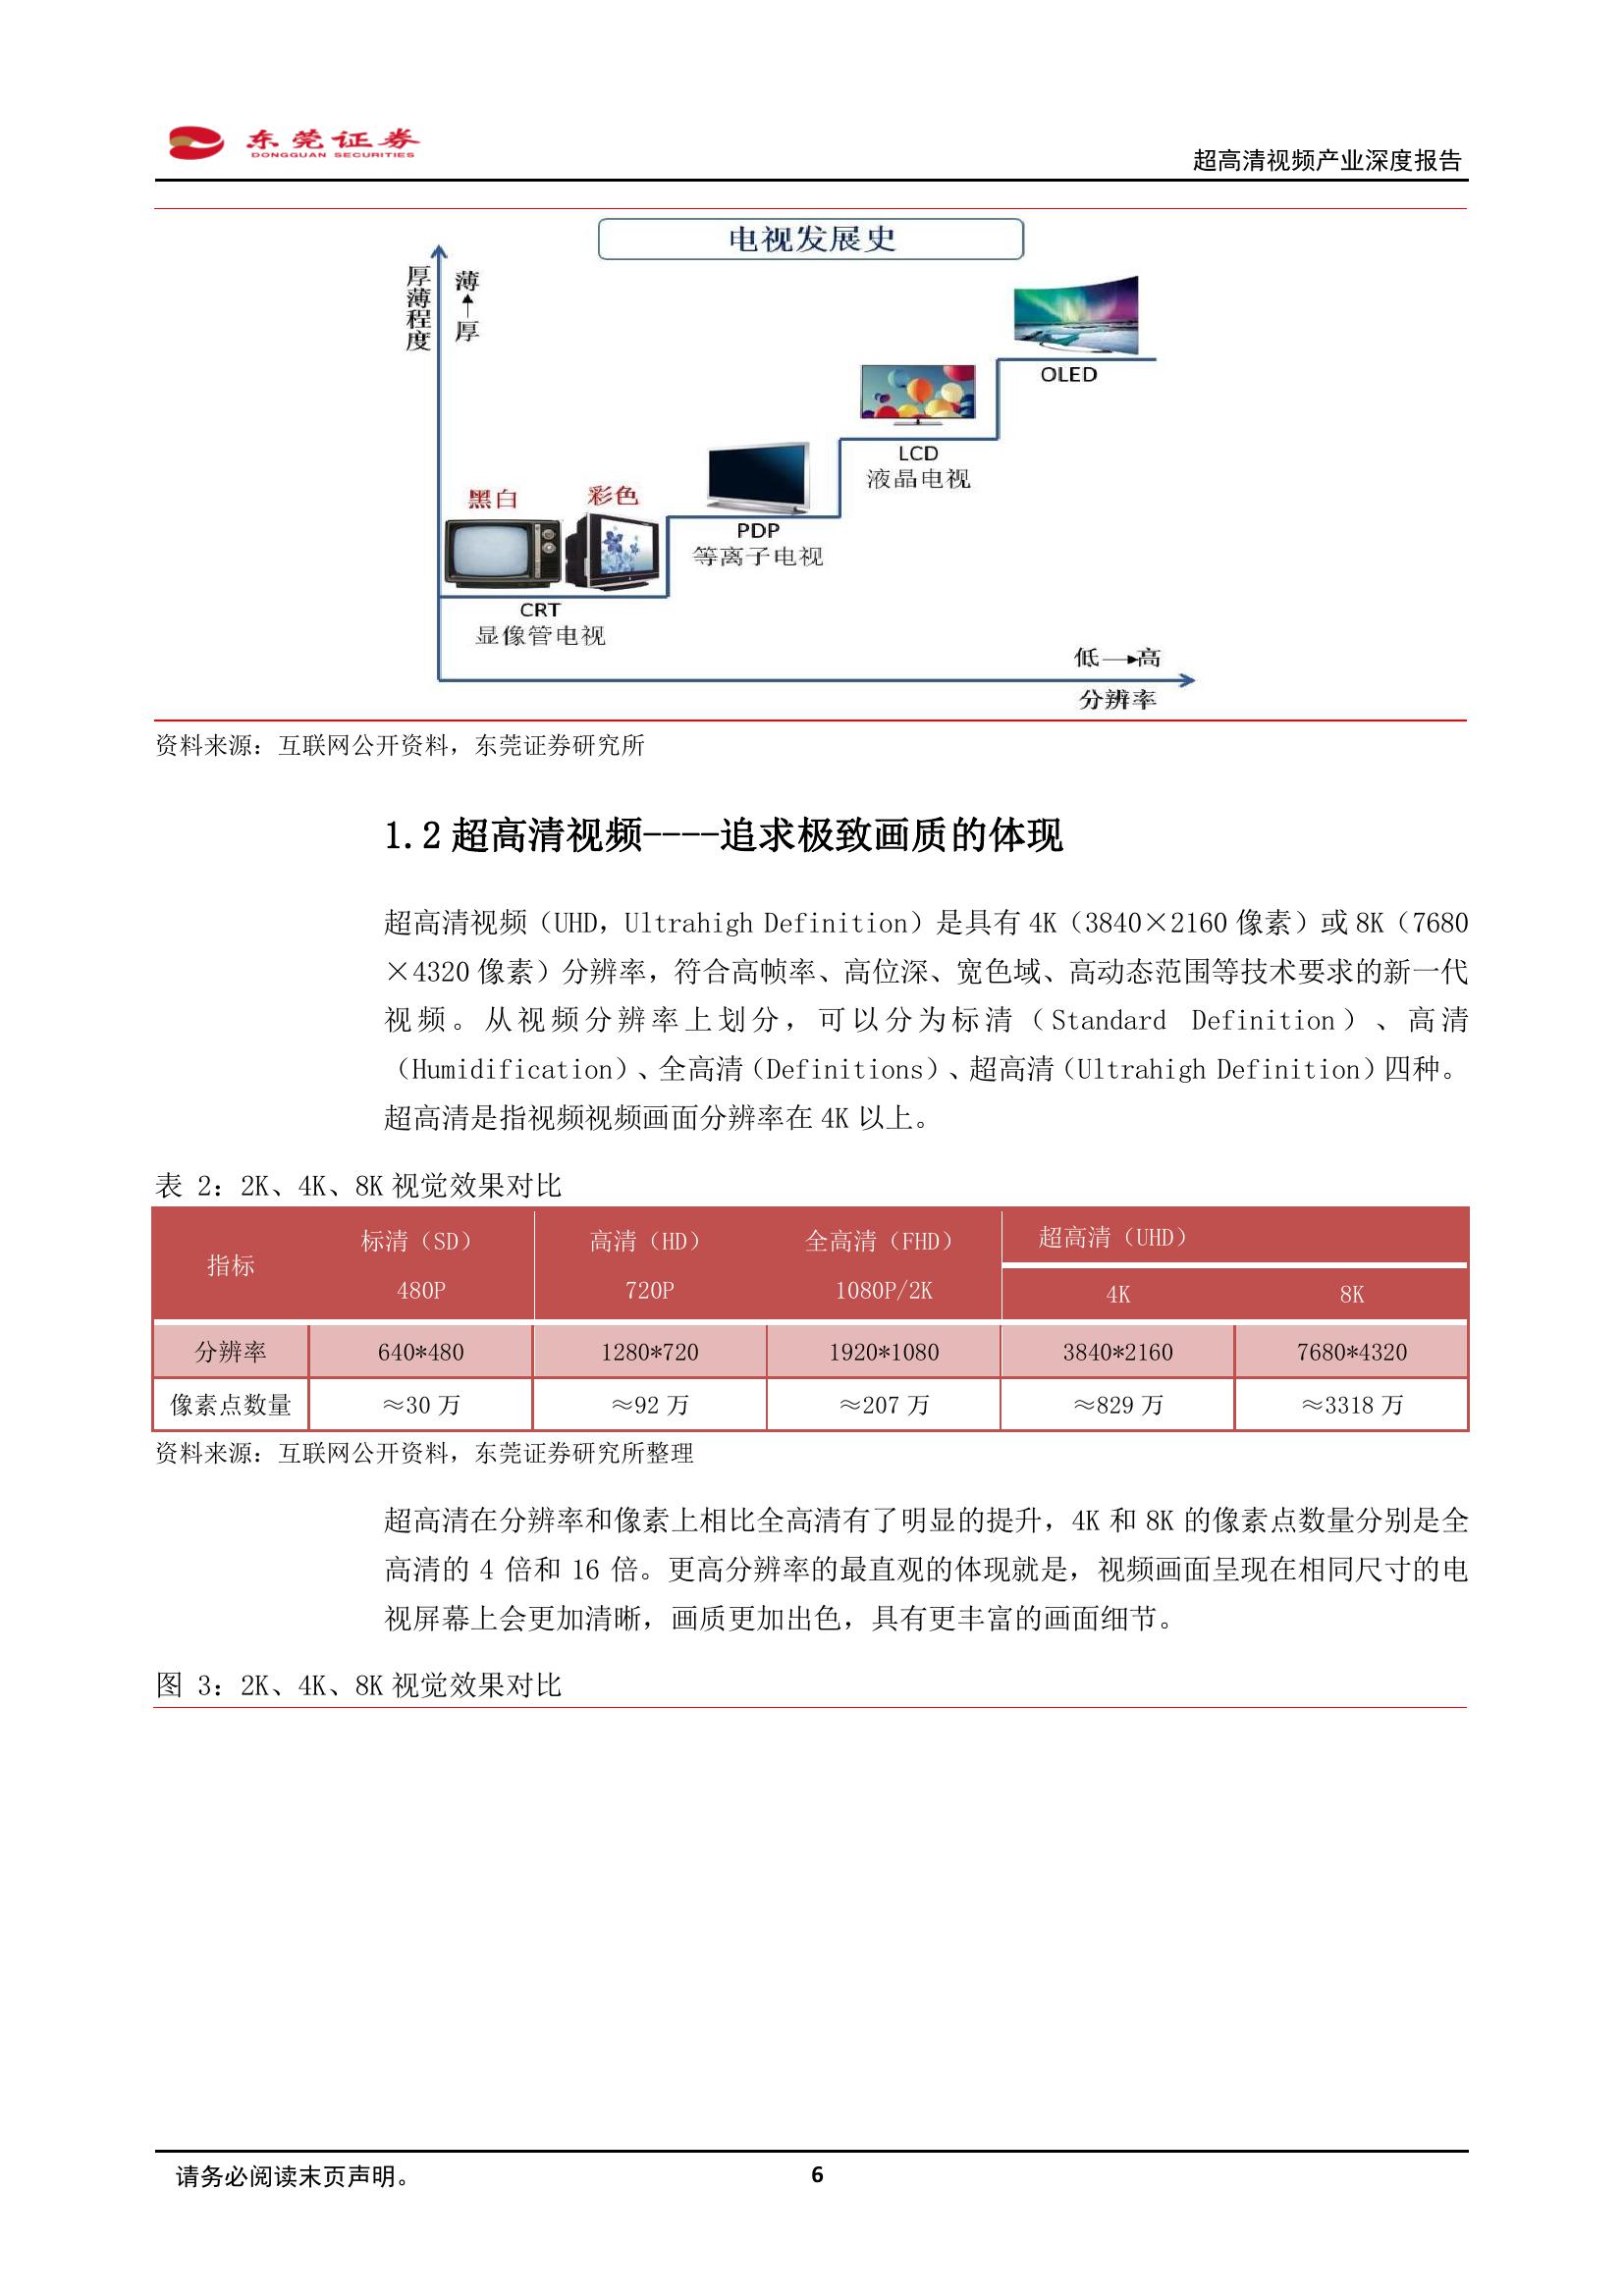 东莞证券
DONGGUAN SECURITIES
超高清视频产业深度报告
电视发展史
厚薄程度
薄
厚
OLED
LCD
液晶电视
黑白
彩色
PDP
等离子电视
CRT
显像管电视
低→高
分辨率
资料来源：互联网公开资料，东莞证券研究所
1.2 超高清视频----追求极致画质的体现
超高清视频（UHD，Ultrahigh Definition）是具有 4K（3840×2160 像素）或 8K（7680
×4320 像素）分辨率，符合高帧率、高位深、宽色域、高动态范围等技术要求的新一代
视频。从视频分辨率上划分，可以分为标清（Standard Definition）、高清
（Humidification）、全高清（Definitions）、超高清（Ultrahigh Definition）四种。
超高清是指视频视频画面分辨率在 4K 以上。
表 2：2K、4K、8K 视觉效果对比
指标 标清（SD） 高清（HD） 全高清（FHD） 超高清（UHD）
480P 720P 1080P/2K 4K 8K
分辨率 640*480 1280*720 1920*1080 3840*2160 7680*4320
像素点数量 ≈30 万 ≈92 万 ≈207 万 ≈829 万 ≈3318 万
资料来源：互联网公开资料，东莞证券研究所整理
超高清在分辨率和像素上相比全高清有了明显的提升，4K 和 8K 的像素点数量分别是全
高清的 4 倍和 16 倍。更高分辨率的最直观的体现就是，视频画面呈现在相同尺寸的电
视屏幕上会更加清晰，画质更加出色，具有更丰富的画面细节。
图 3：2K、4K、8K 视觉效果对比
请务必阅读末页声明。
6